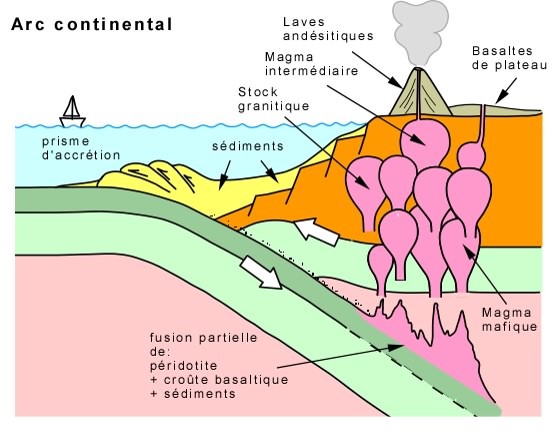 Arc continental
Laves
andésitiques
Magma
intermédiaire
Basaltes
de plateau
Stock
granitique
prisme
d'accrétion
sédiments
Magma
mafique
fusion partielle
de:
péridotite
+ croûte basaltique
+ sédiments